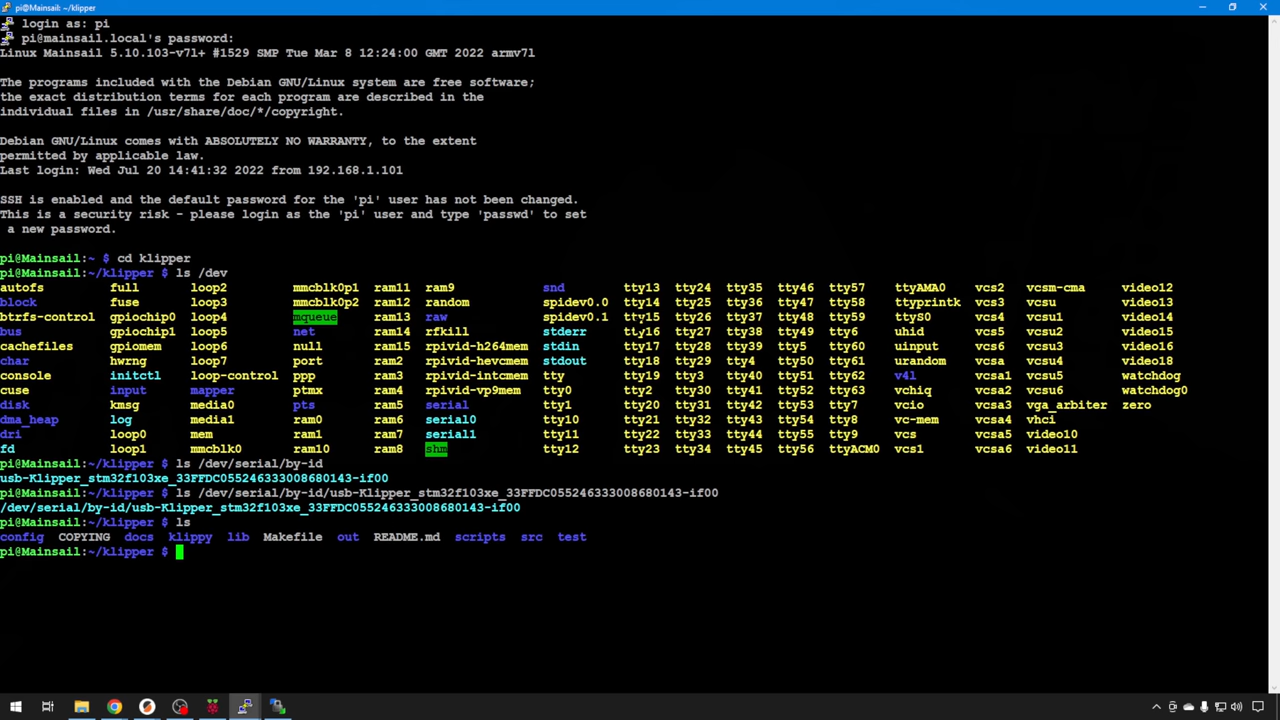 pi@Mainsail: ~/klipper
login as: pi
pi@mainsail.local's password:
Linux Mainsail 5.10.103-v7l+ #1529 SMP Tue Mar 8 12:24:00 GMT 2022 armv7l
The programs included with the Debian GNU/Linux system are free software;
the exact distribution terms for each program are described in the
individual files in /usr/share/doc/*/copyright.
Debian GNU/Linux comes with ABSOLUTELY NO WARRANTY, to the extent
permitted by applicable law.
Last login: Wed Jul 20 14:41:32 2022 from 192.168.1.101
SSH is enabled and the default password for the 'pi' user has not been changed.
This is a security risk - please login as the 'pi' user and type 'passwd' to set
a new password.
pi@Mainsail:~ $ cd klipper
pi@Mainsail:~/klipper $ ls /dev
autofs full loop2 mmcblk0p1 ram11 ram9 snd tty13 tty24 tty35 tty46 tty57 ttyAMA0 vcs2 vcsm-cma video12
block fuse loop3 mmcblk0p2 ram12 random spidev0.0 tty14 tty25 tty36 tty47 tty58 ttyprintk vcs3 vcsu video13
btrfs-control gpiochip0 loop4 mqueue ram13 raw spidev0.1 tty15 tty26 tty37 tty48 tty59 ttyS0 vcs4 vcsu1 video14
bus gpiochip1 loop5 net ram14 rfkill stderr tty16 tty27 tty38 tty49 tty6 uhid vcs5 vcsu2 video15
cachefiles gpiomem loop6 null ram15 rpivid-h264mem stdin tty17 tty28 tty39 tty5 tty60 uinput vcs6 vcsu3 video16
char hwrng loop7 port ram2 rpivid-hevcmem stdout tty18 tty29 tty4 tty50 tty61 urandom vcsa vcsu4 video18
console initctl loop-control ppp ram3 rpivid-intcmem tty tty19 tty3 tty40 tty51 tty62 v4l vcsa1 vcsu5 watchdog
cuse input mapper ptmx ram4 rpivid-vp9mem tty0 tty2 tty30 tty41 tty52 tty63 vchiq vcsa2 vcsu6 watchdog0
disk kmsg media0 pts ram5 serial tty1 tty20 tty31 tty42 tty53 tty7 vcio vcsa3 vga_arbiter zero
dma_heap log media1 ram0 ram6 serial0 tty10 tty21 tty32 tty43 tty54 tty8 vc-mem vcsa4 vhci
dri loop0 mem ram1 ram7 serial1 tty11 tty22 tty33 tty44 tty55 tty9 vcs vcsa5 video10
fd loop1 mmcblk0 ram10 ram8 shm tty12 tty23 tty34 tty45 tty56 ttyACM0 vcs1 vcsa6 video11
pi@Mainsail:~/klipper $ ls /dev/serial/by-id
usb-Klipper_stm32f103xe_33FFDC055246333008680143-if00
pi@Mainsail:~/klipper $ ls /dev/serial/by-id/usb-Klipper_stm32f103xe_33FFDC055246333008680143-if00
/dev/serial/by-id/usb-Klipper_stm32f103xe_33FFDC055246333008680143-if00
pi@Mainsail:~/klipper $ ls
config COPYING docs klippy lib Makefile out README.md scripts src test
pi@Mainsail:~/klipper $